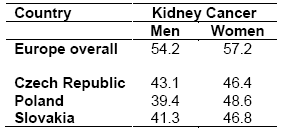 Country Kidney Cancer
Men Women
Europe overall 54.2 57.2
Czech Republic 43.1 46.4
Poland 39.4 48.6
Slovakia 41.3 46.8